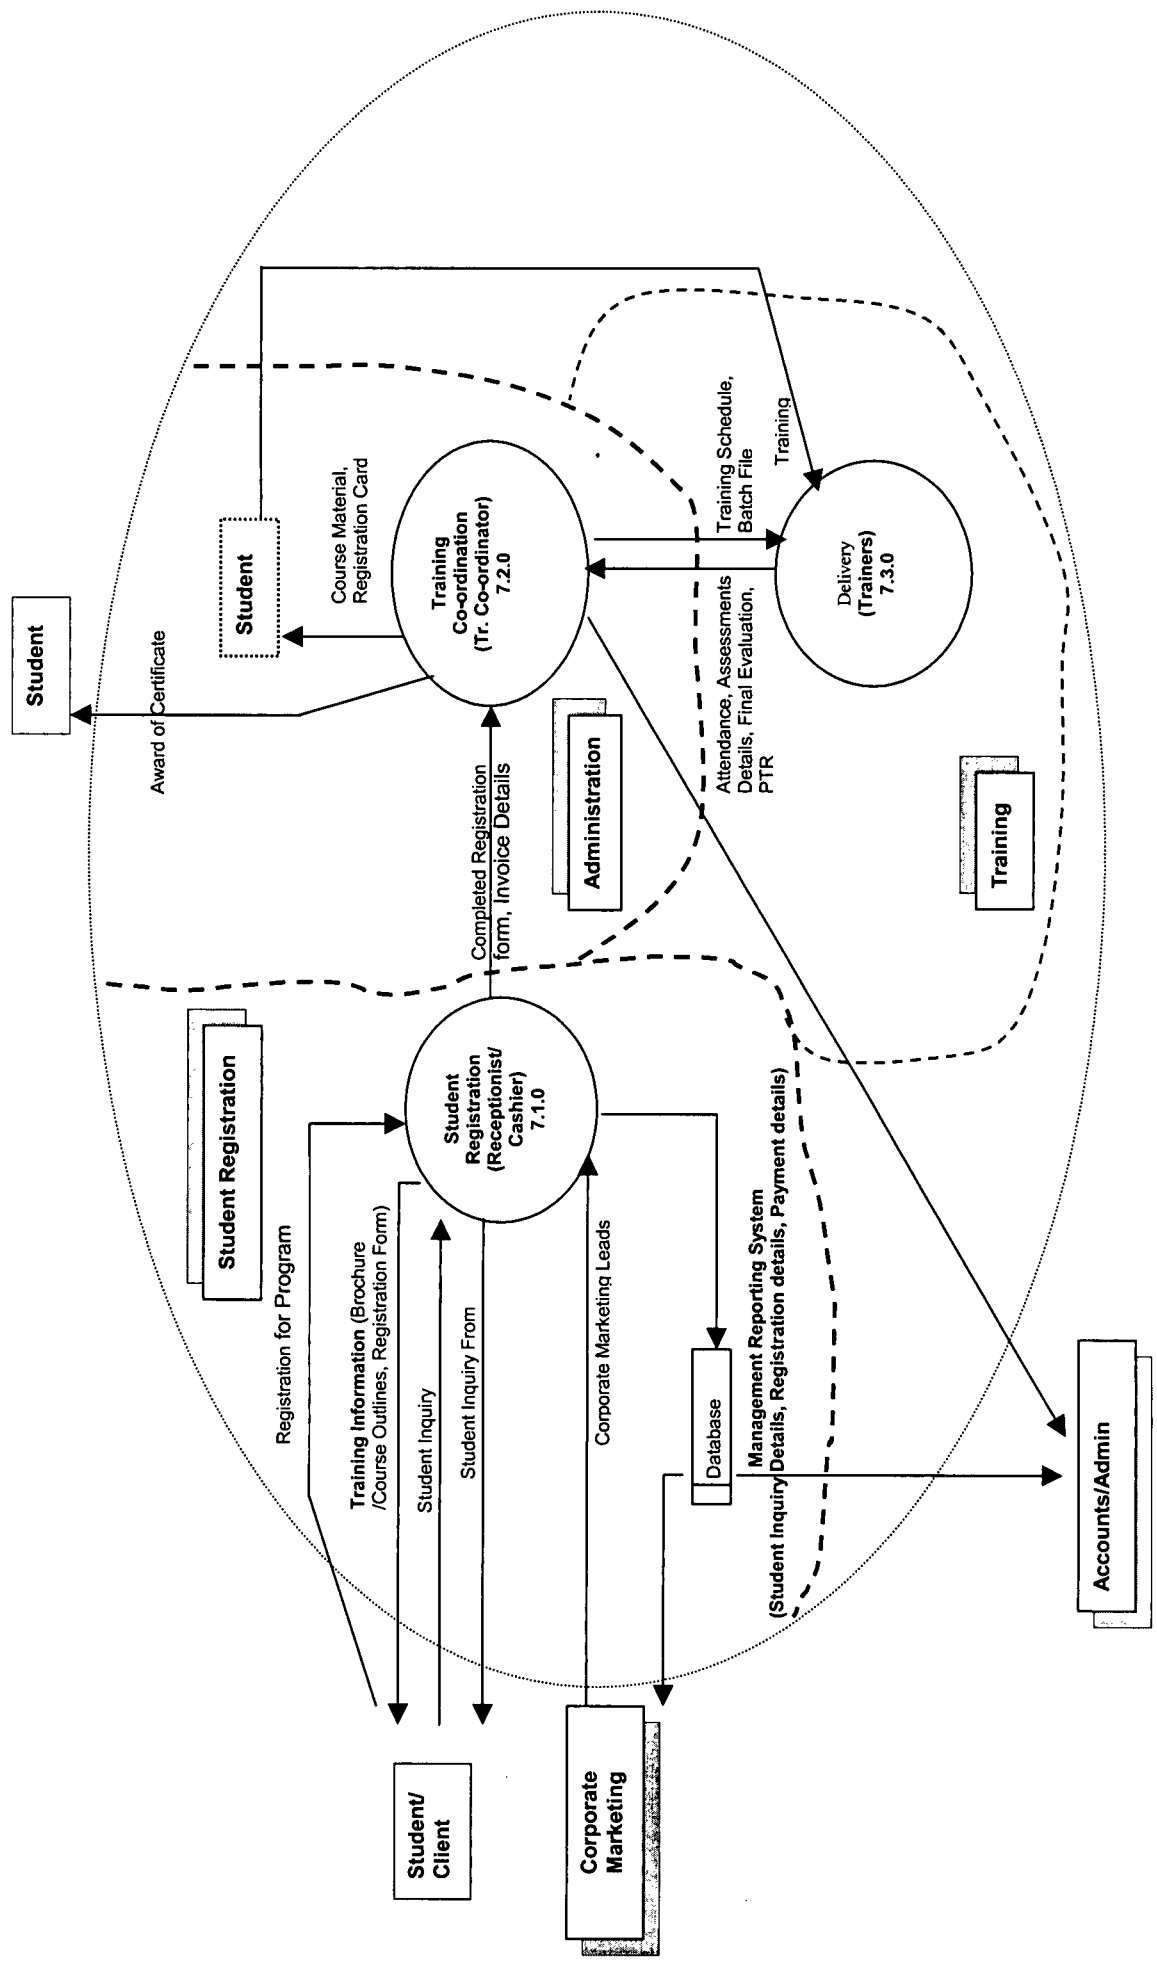 Student
Award of Certificate
Student
Course Material,
Registration Card
Student Registration
Registration for Program
Training Information (Brochure
/Course Outlines, Registration Form)
Student Inquiry
Student Inquiry From
Student/
Client
Student
Registration
(Receptionist/
Cashier)
7.1.0
Completed Registration
form, Invoice Details
Training
Co-ordination
(Tr. Co-ordinator)
7.2.0
Administration
Corporate Marketing Leads
Corporate
Marketing
Database
Management Reporting System
(Student Inquiry Details, Registration details, Payment details)
Attendance, Assessments
Details, Final Evaluation,
PTR
Training Schedule,
Batch File
Training
Delivery
(Trainers)
7.3.0
Training
Accounts/Admin